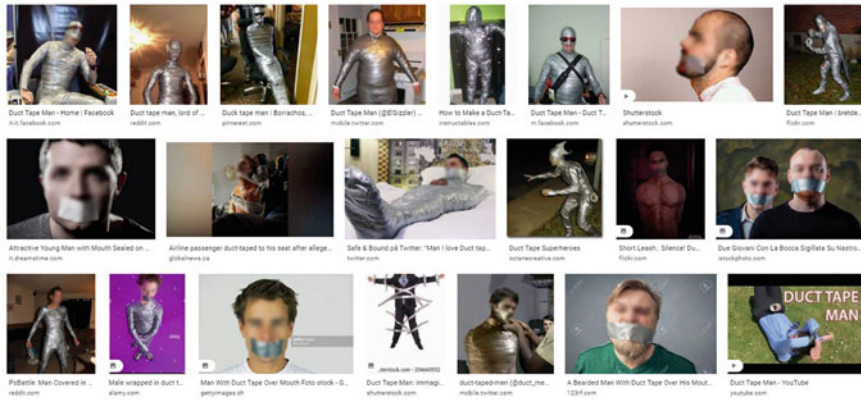 Duct Tape Man - Home | Facebook
Duct tape man, lord of ...
Duck tape man | Borrachos, ...
Duct Tape Man (@ElSizzler) ...
How to Make a Duct-Ta...
Duct Tape Man - Duct T...
Shutterstock
Duct Tape Man | bretde...
reddit.com
pinterest.com
mobile.twitter.com
instructables.com
m.facebook.com
shutterstock.com
flickr.com
Attractive Young Man with Mouth Sealed on ...
Airline passenger duct-taped to his seat after allege...
Safe & Bound på Twitter: "Man I love Duct tap...
Duct Tape Superheroes
Short Leash:. Silence! Du...
Due Giovani Con La Bocca Sigillata Su Nastro...
it.dreamstime.com
globalnews.ca
twitter.com
octanecreative.com
flickr.com
istockphoto.com
DUCT TAPE
MAN
PsBattle: Man Covered in ...
Male wrapped in duct t...
Man With Duct Tape Over Mouth Foto stock - G...
Duct Tape Man: immagi...
duct-taped-men (@duct_me...
A Bearded Man With Duct Tape Over His Mout...
Duct Tape Man - YouTube
reddit.com
alamy.com
gettyimages.ch
shutterstock.com
mobile.twitter.com
123rf.com
youtube.com